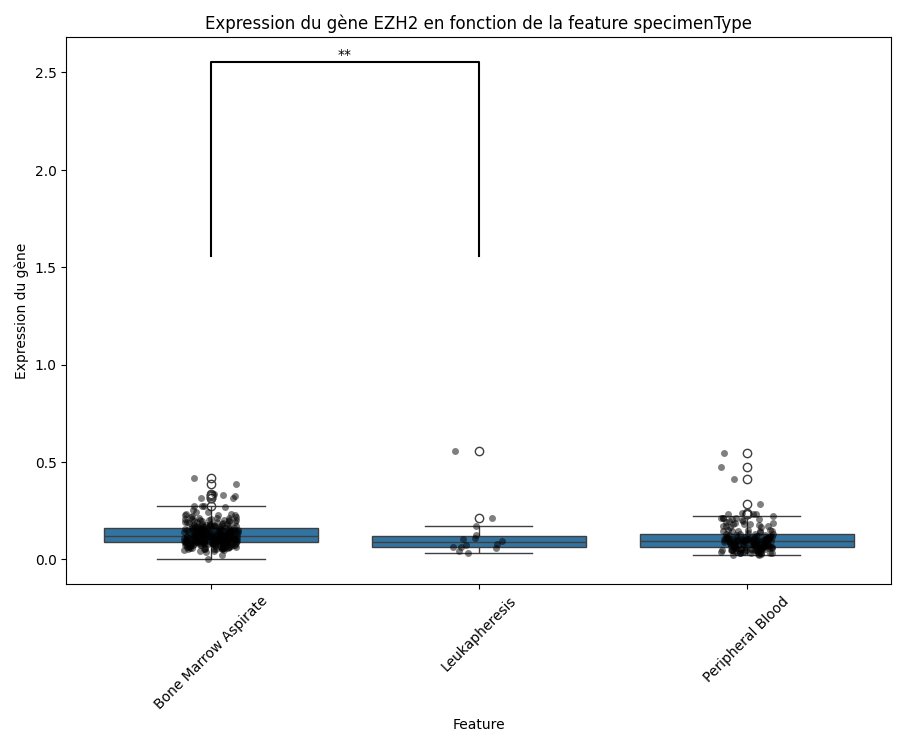 Expression du gène EZH2 en fonction de la feature specimenType
**
2.5
2.0
1.5
1.0
0.5
0.0
Expression du gène
Bone Marrow Aspirate
Leukapheresis
Peripheral Blood
Feature